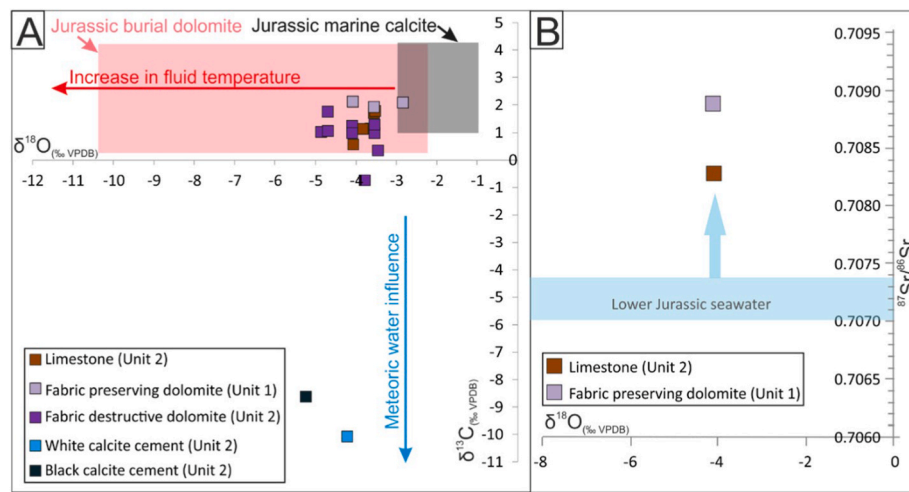 A
Jurassic burial dolomite
Jurassic marine calcite
Increase in fluid temperature
δ18O(‰ VPDB)
-12 -11 -10 -9 -8 -7 -6 -5 -4 -3 -2 -1
5
4
3
2
1
0
-1
-2
-3
-4
-5
-6
-7
-8
-9
-10
-11
δ13C(‰ VPDB)
Meteoric water influence
Limestone (Unit 2)
Fabric preserving dolomite (Unit 1)
Fabric destructive dolomite (Unit 2)
White calcite cement (Unit 2)
Black calcite cement (Unit 2)
B
0.7095
0.7090
0.7085
0.7080
0.7075
0.7070
0.7065
0.7060
87Sr/86Sr
Lower Jurassic seawater
Limestone (Unit 2)
Fabric preserving dolomite (Unit 1)
δ18O(‰ VPDB)
-8 -6 -4 -2 0